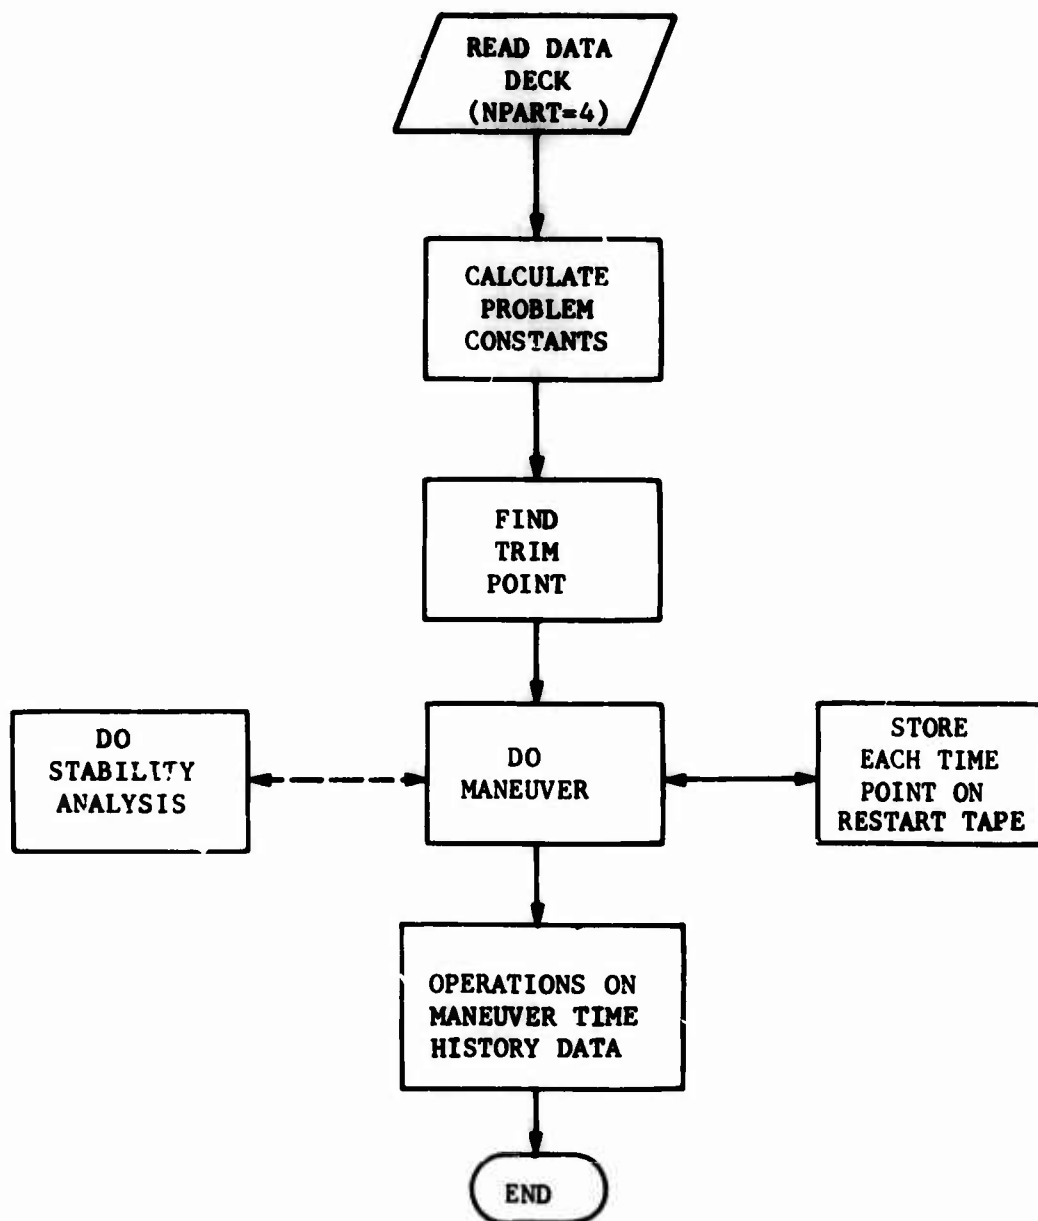 READ DATA
DECK
(NPART=4)
CALCULATE
PROBLEM
CONSTANTS
FIND
TRIM
POINT
DO
STABILITY
ANALYSIS
DO
MANEUVER
STORE
EACH TIME
POINT ON
RESTART TAPE
OPERATIONS ON
MANEUVER TIME
HISTORY DATA
END